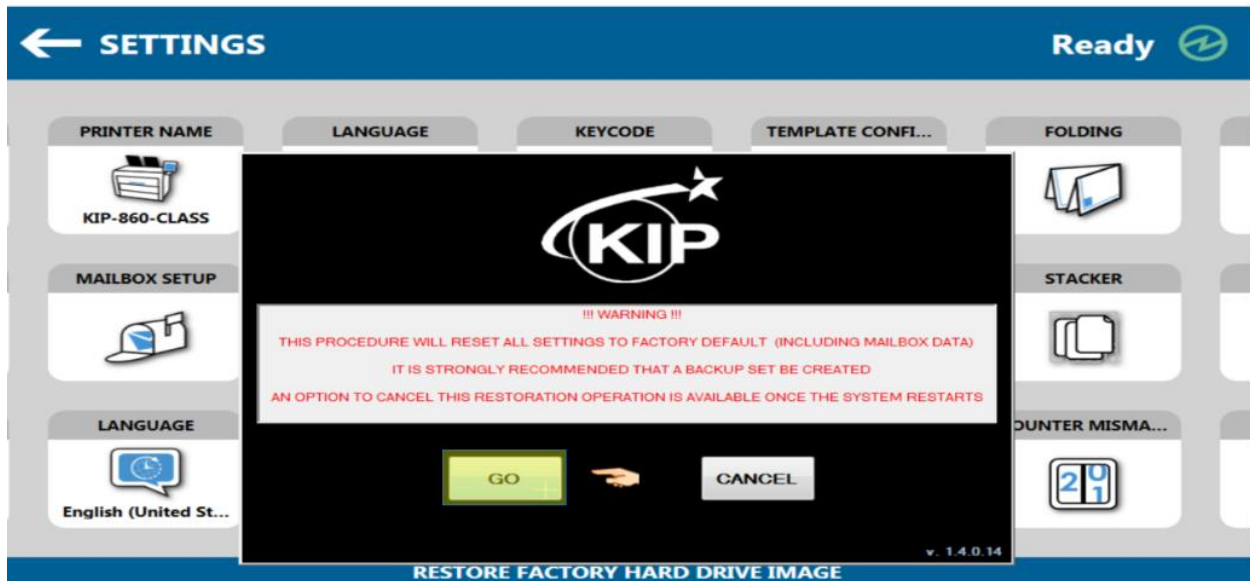 SETTINGS
Ready
PRINTER NAME
LANGUAGE
KEYCODE
TEMPLATE CONFI...
FOLDING
KIP-860-CLASS
KIP
MAILBOX SETUP
STACKER
!!! WARNING !!!
THIS PROCEDURE WILL RESET ALL SETTINGS TO FACTORY DEFAULT (INCLUDING MAILBOX DATA)
IT IS STRONGLY RECOMMENDED THAT A BACKUP SET BE CREATED
AN OPTION TO CANCEL THIS RESTORATION OPERATION IS AVAILABLE ONCE THE SYSTEM RESTARTS
LANGUAGE
OUNTER MISMA...
GO
CANCEL
2 0
1
English (United St...
v. 1.4.0.14
RESTORE FACTORY HARD DRIVE IMAGE